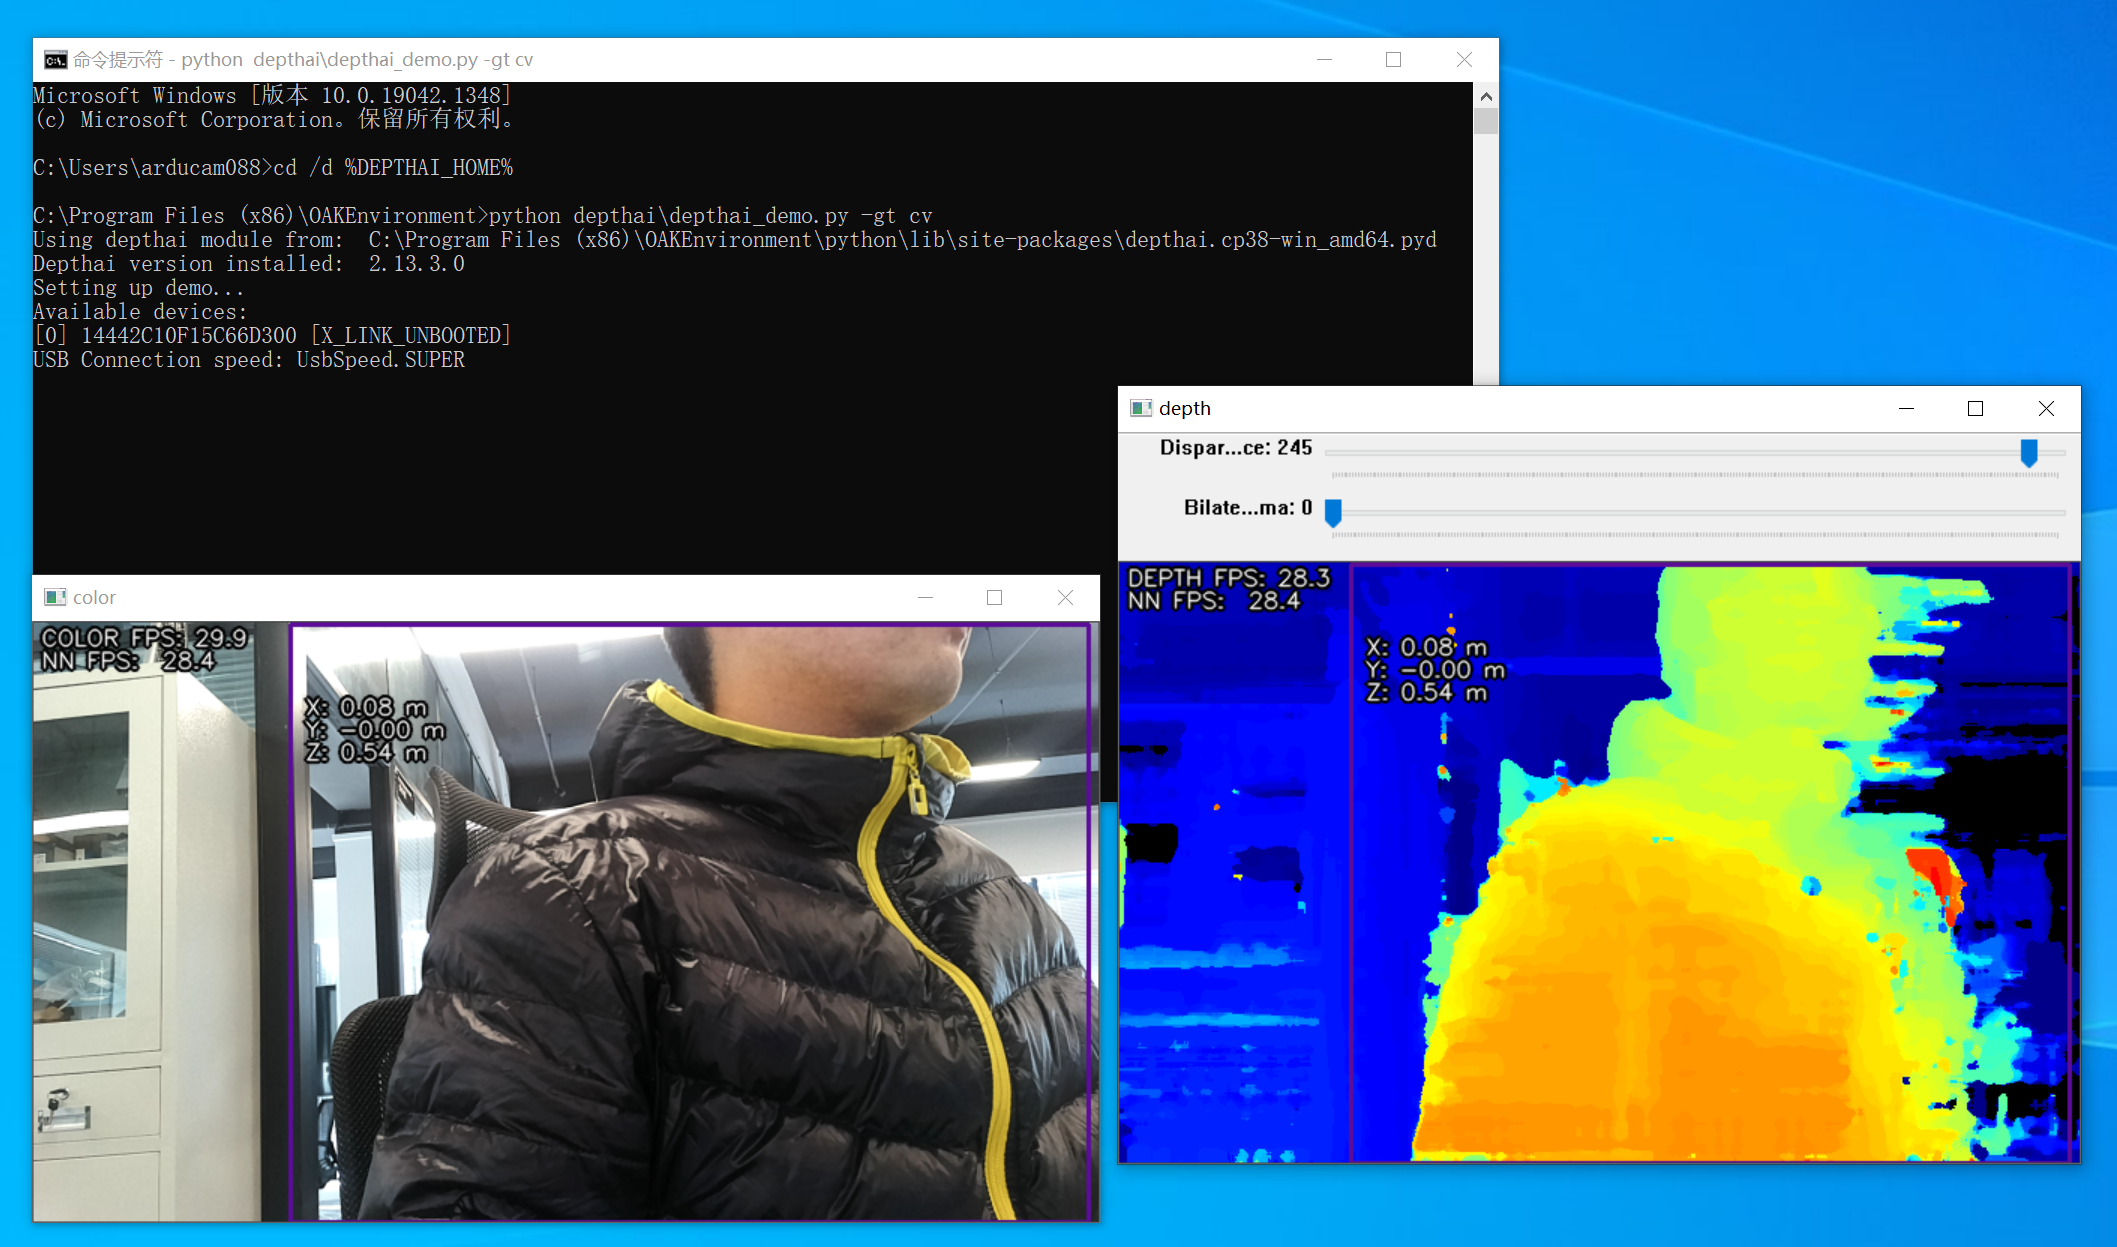 命令提示符 - python  depthai\depthai_demo.py -gt cv
Microsoft Windows [版本 10.0.19042.1348]
(c) Microsoft Corporation。保留所有权利。
C:\Users\arducam088>cd /d %DEPTHAI_HOME%
C:\Program Files (x86)\OAKEnvironment>python depthai\depthai_demo.py -gt cv
Using depthai module from:  C:\Program Files (x86)\OAKEnvironment\python\lib\site-packages\depthai.cp38-win_amd64.pyd
Depthai version installed:  2.13.3.0
Setting up demo...
Available devices:
[0] 14442C10F15C66D300 [X_LINK_UNBOOTED]
USB Connection speed: UsbSpeed.SUPER
depth
Dispar...ce: 245
Bilate...ma: 0
DEPTH FPS: 28.3
NN FPS:  28.4
X: 0.08 m
Y: -0.00 m
Z: 0.54 m
color
COLOR FPS: 29.9
NN FPS:  28.4
X: 0.08 m
Y: -0.00 m
Z: 0.54 m